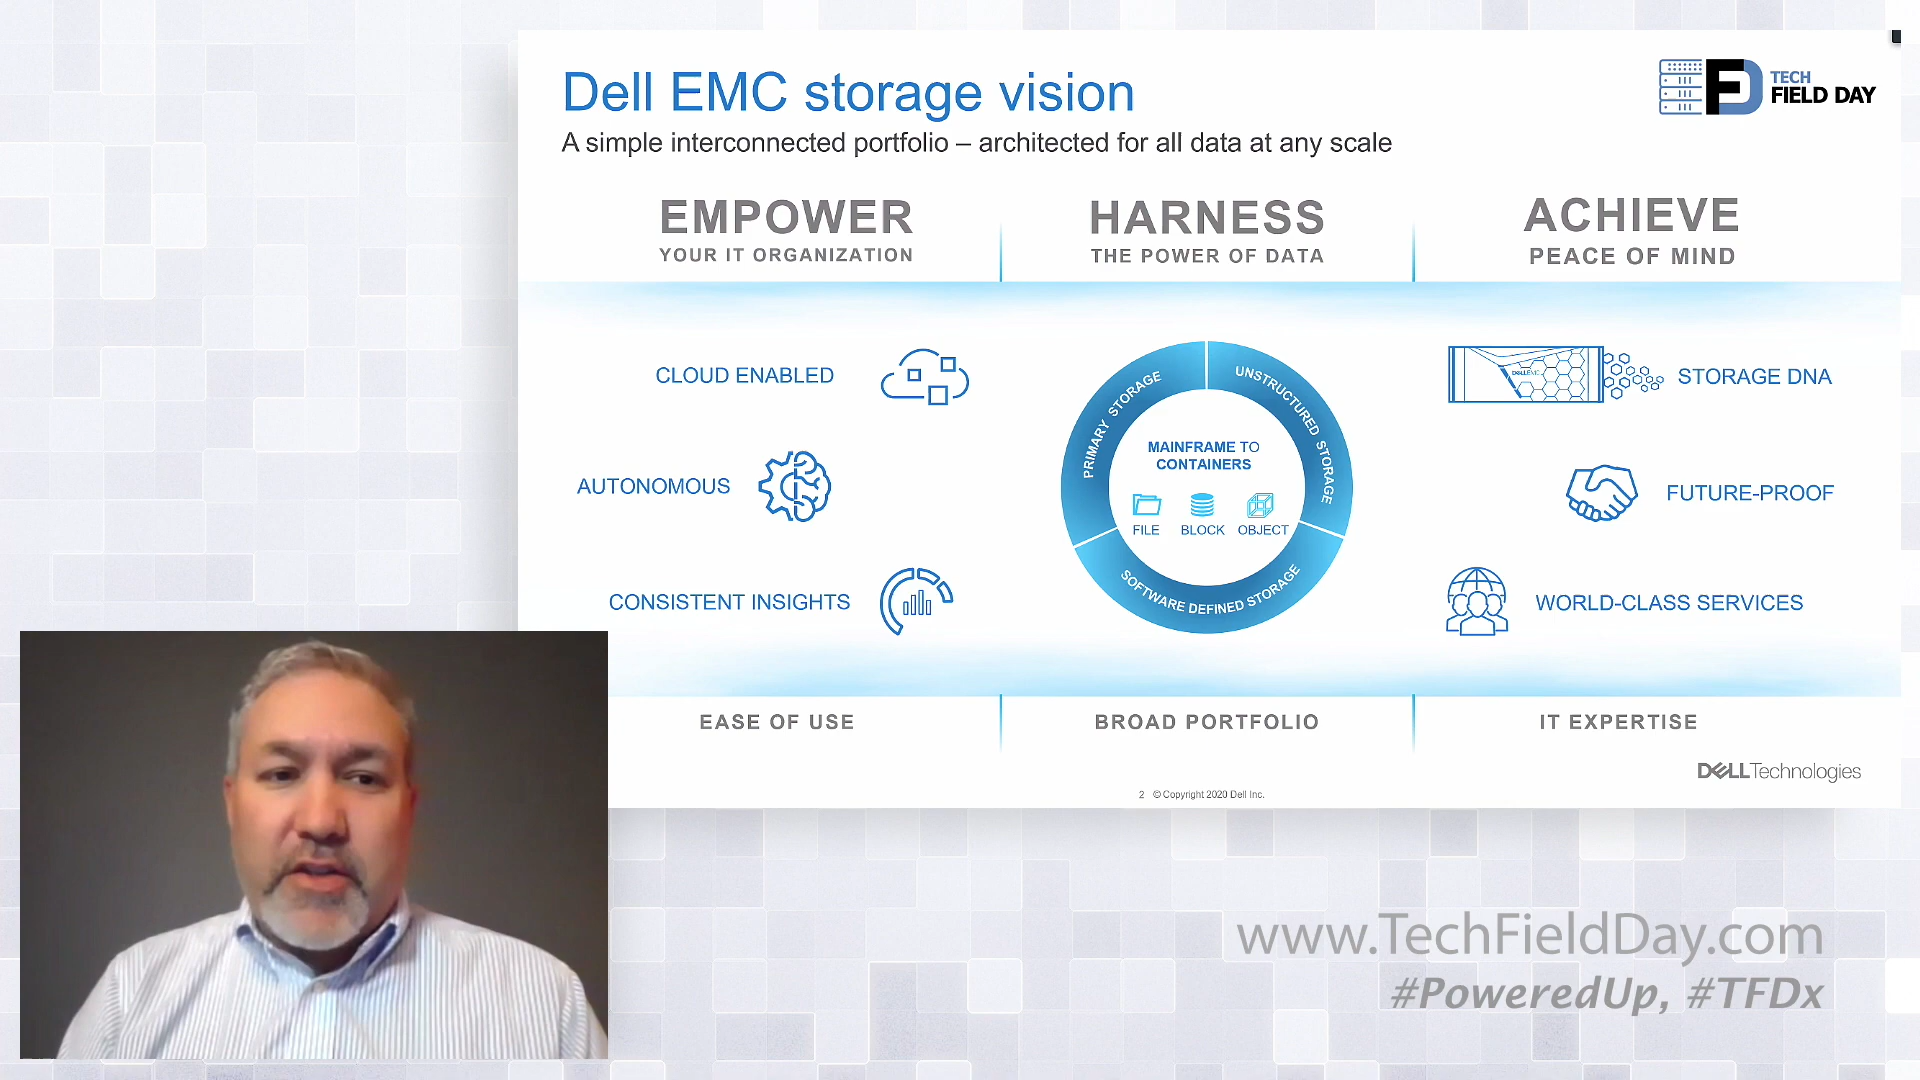 Dell EMC storage vision
A simple interconnected portfolio – architected for all data at any scale
TECH
FIELD DAY
EMPOWER
YOUR IT ORGANIZATION
HARNESS
THE POWER OF DATA
ACHIEVE
PEACE OF MIND
CLOUD ENABLED
AUTONOMOUS
CONSISTENT INSIGHTS
PRIMARY STORAGE
UNSTRUCTURED STORAGE
SOFTWARE DEFINED STORAGE
MAINFRAME TO
CONTAINERS
FILE
BLOCK
OBJECT
DELLEMC
STORAGE DNA
FUTURE-PROOF
WORLD-CLASS SERVICES
EASE OF USE
BROAD PORTFOLIO
IT EXPERTISE
DELLTechnologies
2 © Copyright 2020 Dell Inc.
www.TechFieldDay.com
#PoweredUp, #TFDx